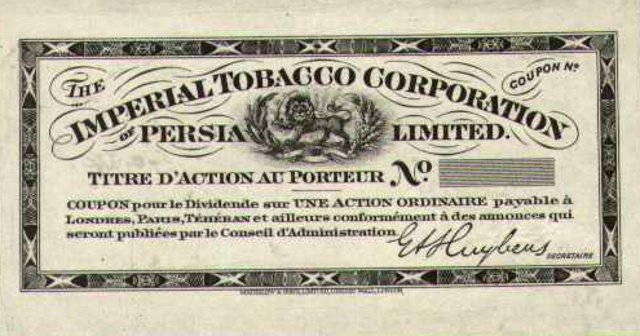 THE IMPERIAL TOBACCO CORPORATION
COUPON No
OF PERSIA LIMITED.
TITRE D'ACTION AU PORTEUR No
COUPON pour le Dividende sur UNE ACTION ORDINAIRE payable à
LONDRES, PARIS, TÉHÉRAN et ailleurs conformément à des annonces qui
seront publiées par le Conseil d'Administration
SECRETAIRE